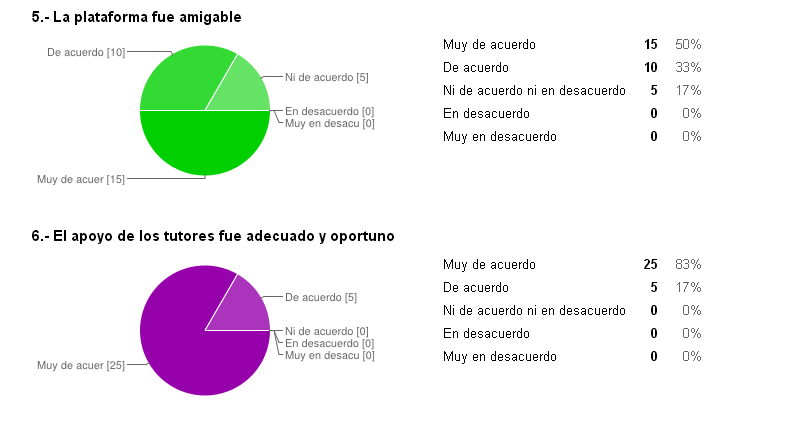 5.- La plataforma fue amigable
De acuerdo [10]
Ni de acuerdo [5]
En desacuerdo [0]
Muy en desacu [0]
Muy de acuer [15]
Muy de acuerdo 15 50%
De acuerdo 10 33%
Ni de acuerdo ni en desacuerdo 5 17%
En desacuerdo 0 0%
Muy en desacuerdo 0 0%
6.- El apoyo de los tutores fue adecuado y oportuno
De acuerdo [5]
Ni de acuerdo [0]
En desacuerdo [0]
Muy en desacu [0]
Muy de acuer [25]
Muy de acuerdo 25 83%
De acuerdo 5 17%
Ni de acuerdo ni en desacuerdo 0 0%
En desacuerdo 0 0%
Muy en desacuerdo 0 0%